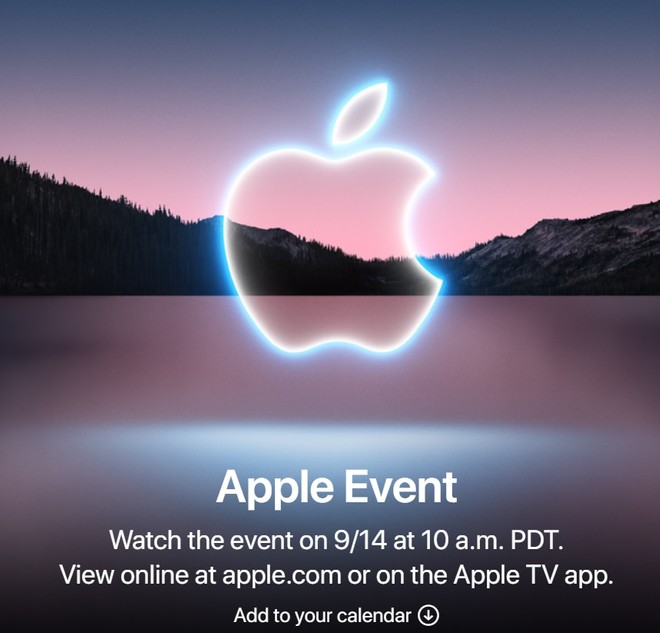 Apple Event
Watch the event on 9/14 at 10 a.m. PDT.
View online at apple.com or on the Apple TV app.
Add to your calendar